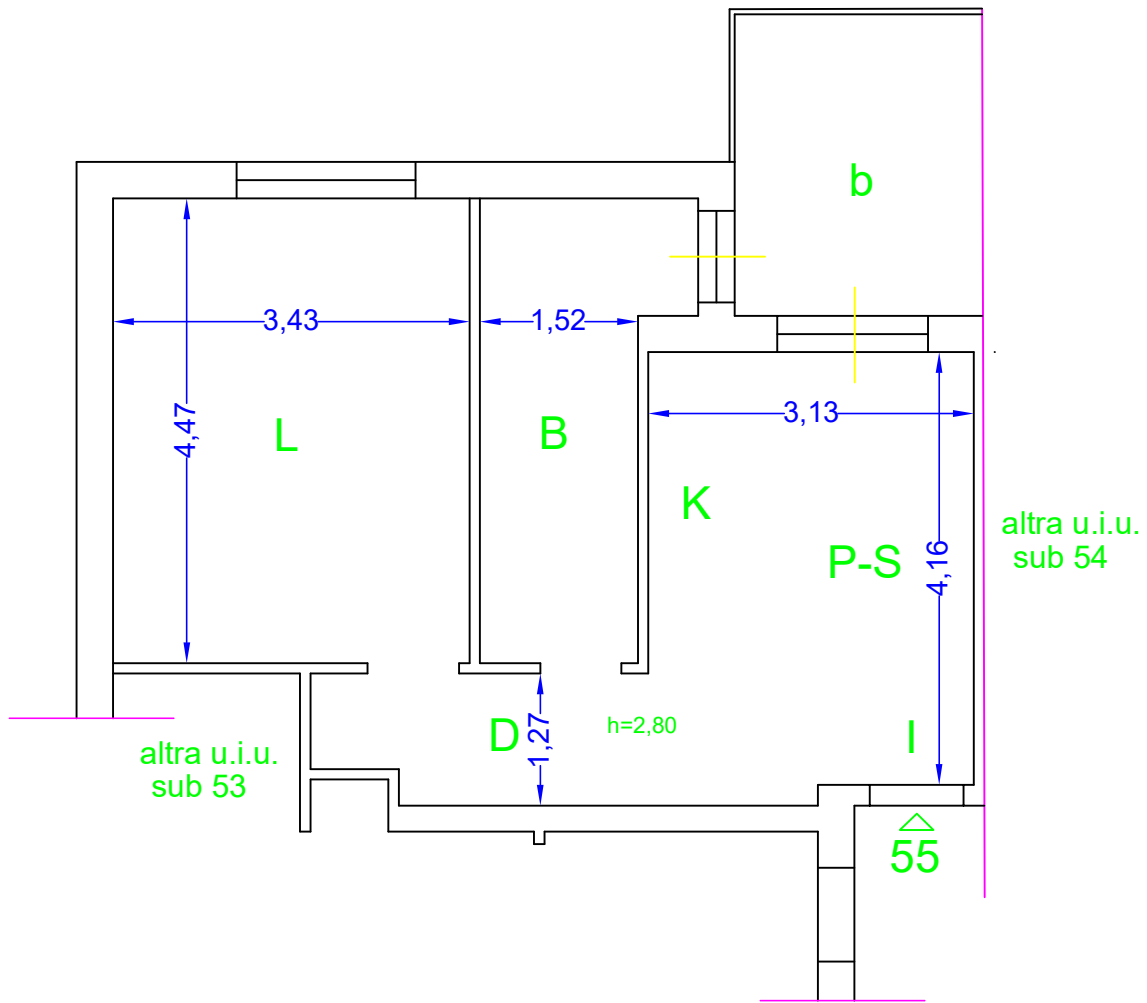 b
3,43
1,52
3,13
4,47
L
B
K
P-S
4,16
altra u.i.u.
sub 54
D
1,27
h=2,80
I
altra u.i.u.
sub 53
55